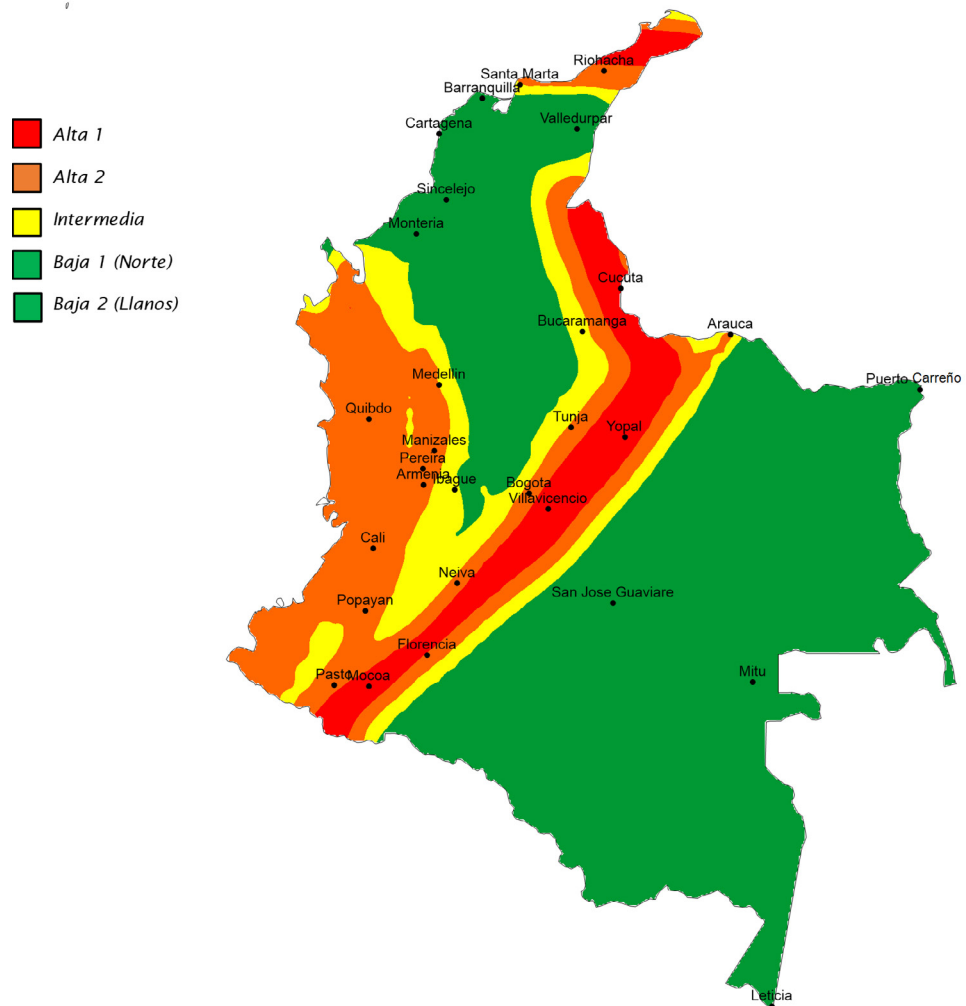 Alta 1
Alta 2
Intermedia
Baja 1 (Norte)
Baja 2 (Llanos)
Riohacha
Santa Marta
Barranquilla
Valledurpar
Cartagena
Sincelejo
Monteria
Cucuta
Bucaramanga
Arauca
Puerto Carreño
Medellin
Quibdo
Tunja
Yopal
Manizales
Pereira
Armenia
Ibague
Bogota
Villavicencio
Cali
Neiva
San Jose Guaviare
Popayan
Florencia
Pasto
Mocoa
Mitu
Leticia